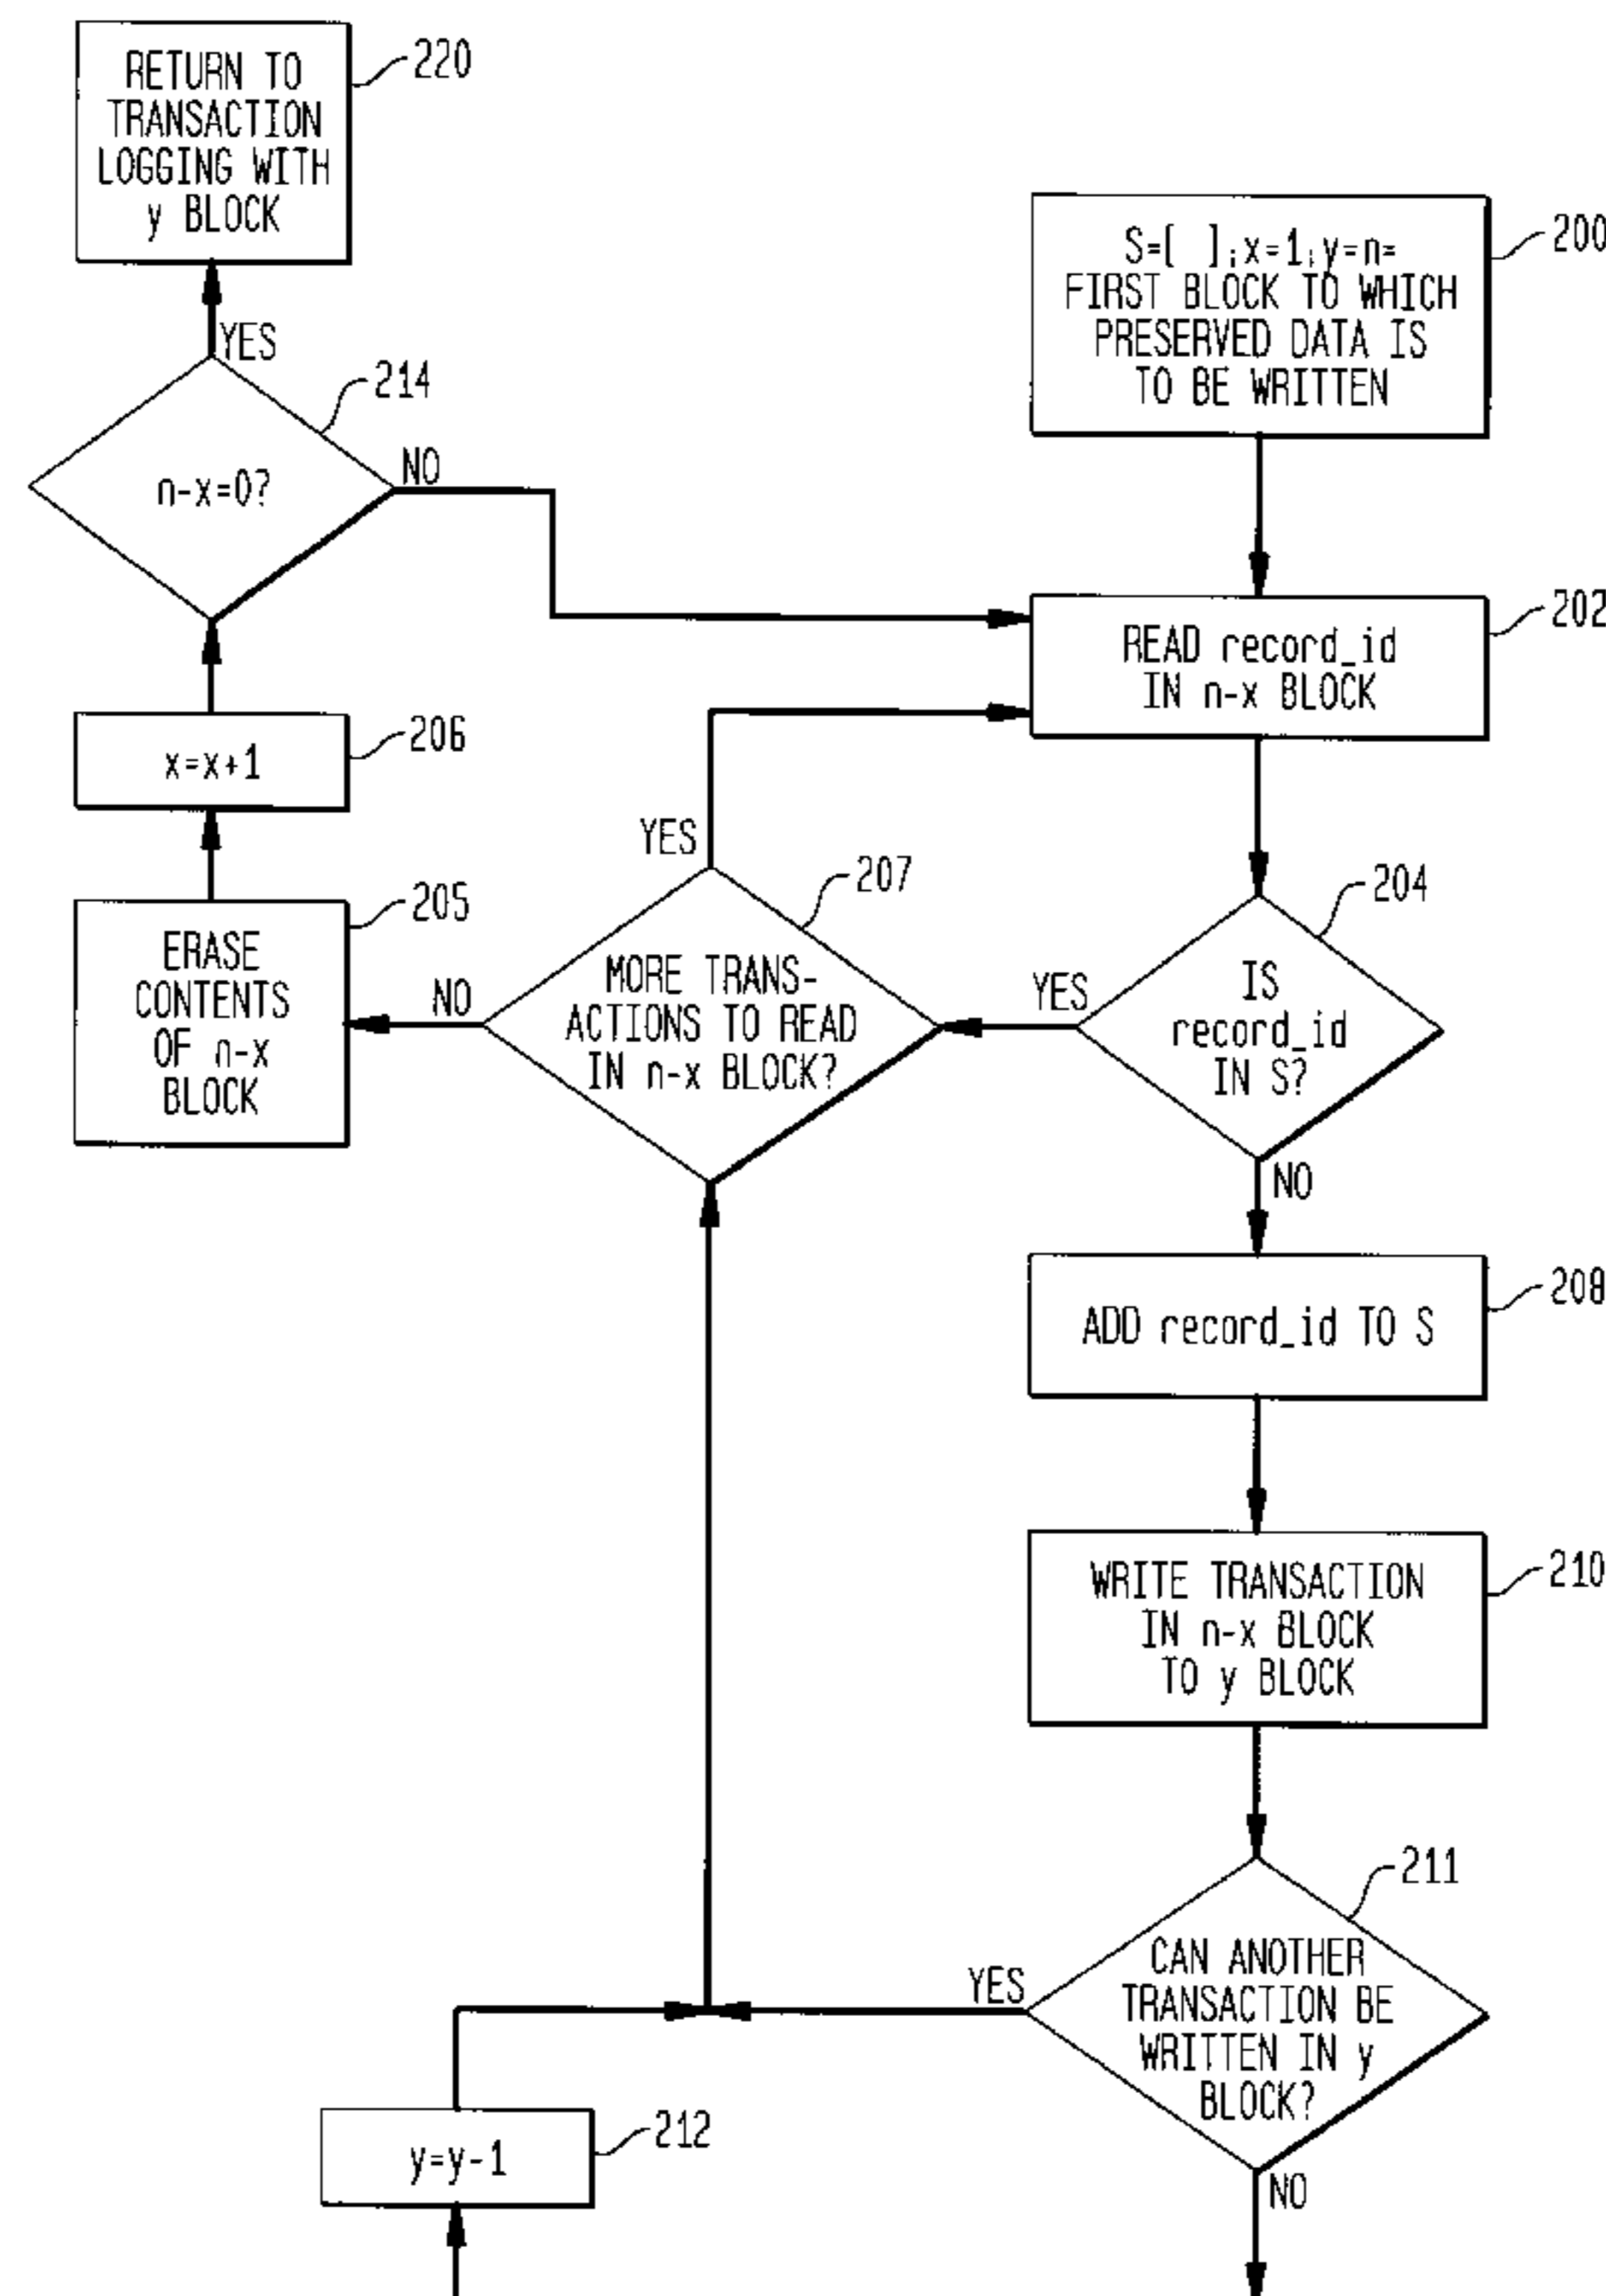 RETURN TO
TRANSACTION
LOGGING WITH
y BLOCK
220
YES
214
n-x=0?
NO
206
x=x+1
205
ERASE
CONTENTS
OF n-x
BLOCK
S=[ ];x=1;y=n=
FIRST BLOCK TO WHICH
PRESERVED DATA IS
TO BE WRITTEN
200
READ record_id
IN n-x BLOCK
202
YES
207
MORE TRANS-
ACTIONS TO READ
IN n-x BLOCK?
NO
204
IS
record_id
IN S?
YES
NO
ADD record_id TO S
208
WRITE TRANSACTION
IN n-x BLOCK
TO y BLOCK
210
211
CAN ANOTHER
TRANSACTION BE
WRITTEN IN y
BLOCK?
YES
NO
y=y-1
212